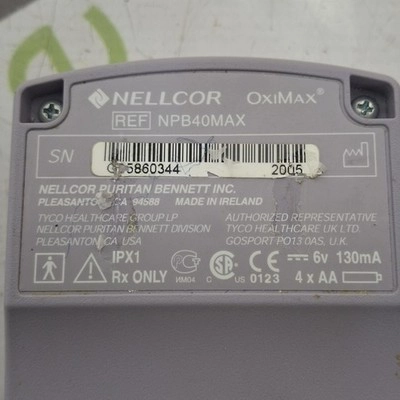 NELLCOR OXIMAX®
REF NPB40MAX
SN
5860344 2005
NELLCOR PURITAN BENNETT INC.
PLEASANTON, CA 94588 MADE IN IRELAND
TYCO HEALTHCARE GROUP LP
NELLCOR PURITAN BENNETT DIVISION
PLEASANTON CA USA
AUTHORIZED REPRESENTATIVE
TYCO HEALTHCARE UK LTD.
GOSPORT PO13 0AS, U.K.
IPX1
Rx ONLY
ИМ04
C US
CE
0123
6v 130mA
4 x AA